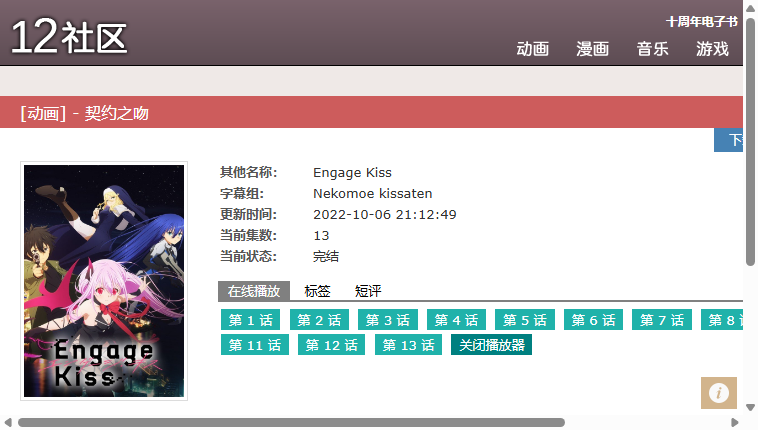 12社区
十周年电子书
动画 漫画 音乐 游戏
[动画] - 契约之吻
其他名称: Engage Kiss
字幕组: Nekomoe kissaten
更新时间: 2022-10-06 21:12:49
当前集数: 13
当前状态: 完结
在线播放 标签 短评
第 1 话 第 2 话 第 3 话 第 4 话 第 5 话 第 6 话 第 7 话 第 8
第 11 话 第 12 话 第 13 话 关闭播放器
Engage
Kiss
i